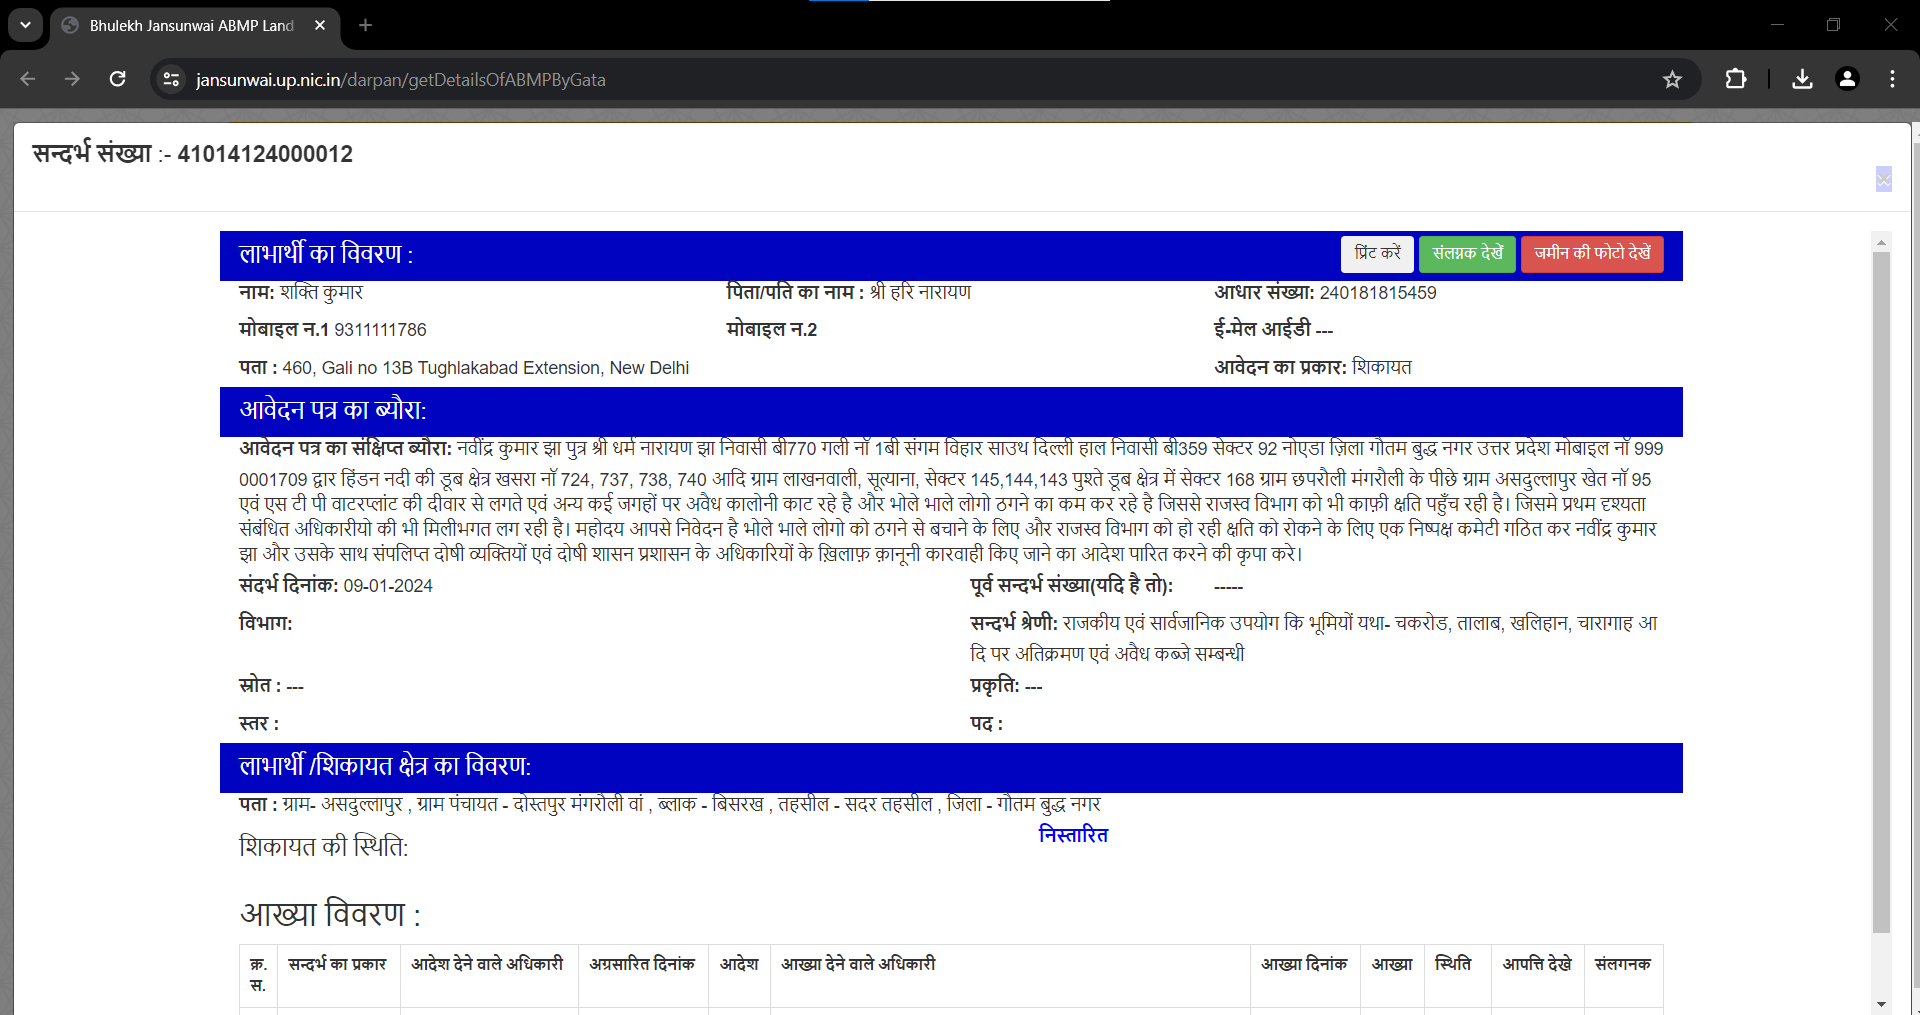 Bhulekh Jansunwai ABMP Land
jansunwai.up.nic.in/darpan/getDetailsOfABMPByGata
सन्दर्भ संख्या :- 41014124000012
लाभार्थी का विवरण :
प्रिंट करें संलग्नक देखें जमीन की फोटो देखें
नाम: शक्ति कुमार पिता/पति का नाम : श्री हरि नारायण आधार संख्या: 240181815459
मोबाइल न.1 9311111786 मोबाइल न.2 ई-मेल आईडी ---
पता : 460, Gali no 13B Tughlakabad Extension, New Delhi आवेदन का प्रकार: शिकायत
आवेदन पत्र का ब्यौरा:
आवेदन पत्र का संक्षिप्त ब्यौरा: नवींद्र कुमार झा पुत्र श्री धर्म नारायण झा निवासी बी770 गली नॉ 1बी संगम विहार साउथ दिल्ली हाल निवासी बी359 सेक्टर 92 नोएडा ज़िला गौतम बुद्ध नगर उत्तर प्रदेश मोबाइल नॉ 999
0001709 द्वार हिंडन नदी की डूब क्षेत्र खसरा नॉ 724, 737, 738, 740 आदि ग्राम लाखनवाली, सूत्याना, सेक्टर 145,144,143 पुश्ते डूब क्षेत्र में सेक्टर 168 ग्राम छपरौली मंगरौली के पीछे ग्राम असदुल्लापुर खेत नॉ 95
एवं एस टी पी वाटरप्लांट की दीवार से लगते एवं अन्य कई जगहों पर अवैध कालोनी काट रहे है और भोले भाले लोगो ठगने का कम कर रहे है जिससे राजस्व विभाग को भी काफ़ी क्षति पहुँच रही है। जिसमे प्रथम दृश्यता
संबंधित अधिकारीयो की भी मिलीभगत लग रही है। महोदय आपसे निवेदन है भोले भाले लोगो को ठगने से बचाने के लिए और राजस्व विभाग को हो रही क्षति को रोकने के लिए एक निष्पक्ष कमेटी गठित कर नवींद्र कुमार
झा और उसके साथ संपलिप्त दोषी व्यक्तियों एवं दोषी शासन प्रशासन के अधिकारियों के ख़िलाफ़ क़ानूनी कारवाही किए जाने का आदेश पारित करने की कृपा करे।
संदर्भ दिनांक: 09-01-2024 पूर्व सन्दर्भ संख्या(यदि है तो): -----
विभाग: सन्दर्भ श्रेणी: राजकीय एवं सार्वजानिक उपयोग कि भूमियों यथा- चकरोड, तालाब, खलिहान, चारागाह आ
दि पर अतिक्रमण एवं अवैध कब्जे सम्बन्धी
स्रोत : --- प्रकृति: ---
स्तर : पद :
लाभार्थी /शिकायत क्षेत्र का विवरण:
पता : ग्राम- असदुल्लापुर , ग्राम पंचायत - दोस्तपुर मंगरौली वां , ब्लाक - बिसरख , तहसील - सदर तहसील , जिला - गौतम बुद्ध नगर
शिकायत की स्थिति: निस्तारित
आख्या विवरण :
क्र. स. सन्दर्भ का प्रकार आदेश देने वाले अधिकारी अग्रसारित दिनांक आदेश आख्या देने वाले अधिकारी आख्या दिनांक आख्या स्थिति आपत्ति देखे संलगनक